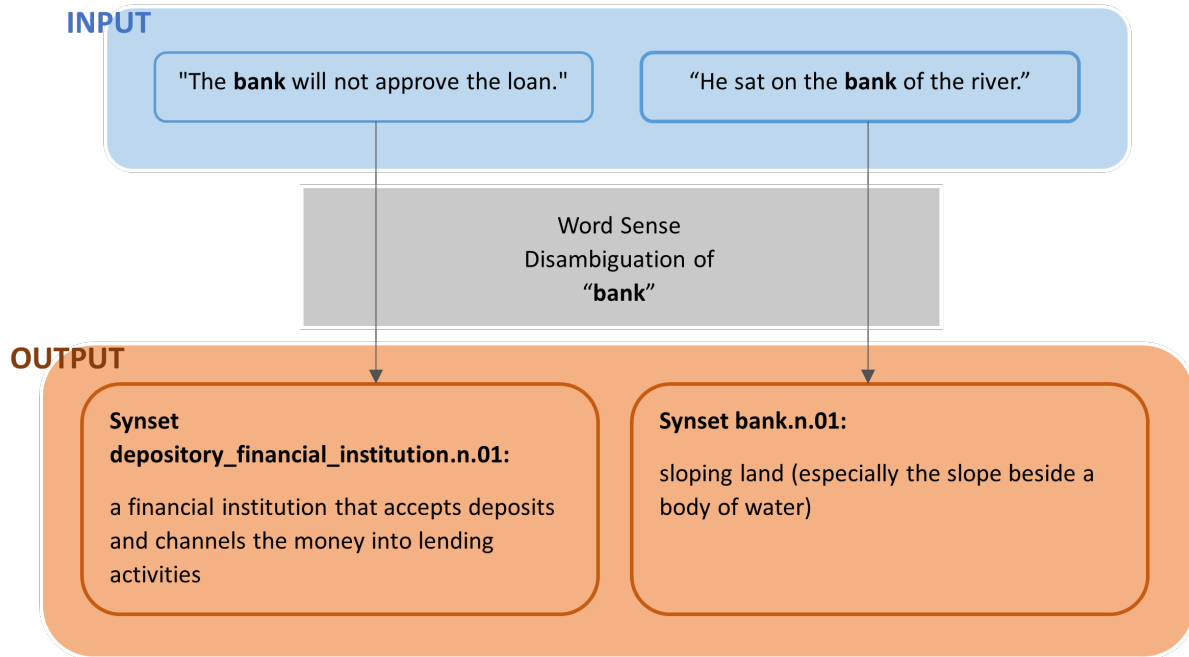 INPUT
"The bank will not approve the loan."
“He sat on the bank of the river.”
Word Sense
Disambiguation of
“bank”
OUTPUT
Synset
depository_financial_institution.n.01:
a financial institution that accepts deposits
and channels the money into lending
activities
Synset bank.n.01:
sloping land (especially the slope beside a
body of water)